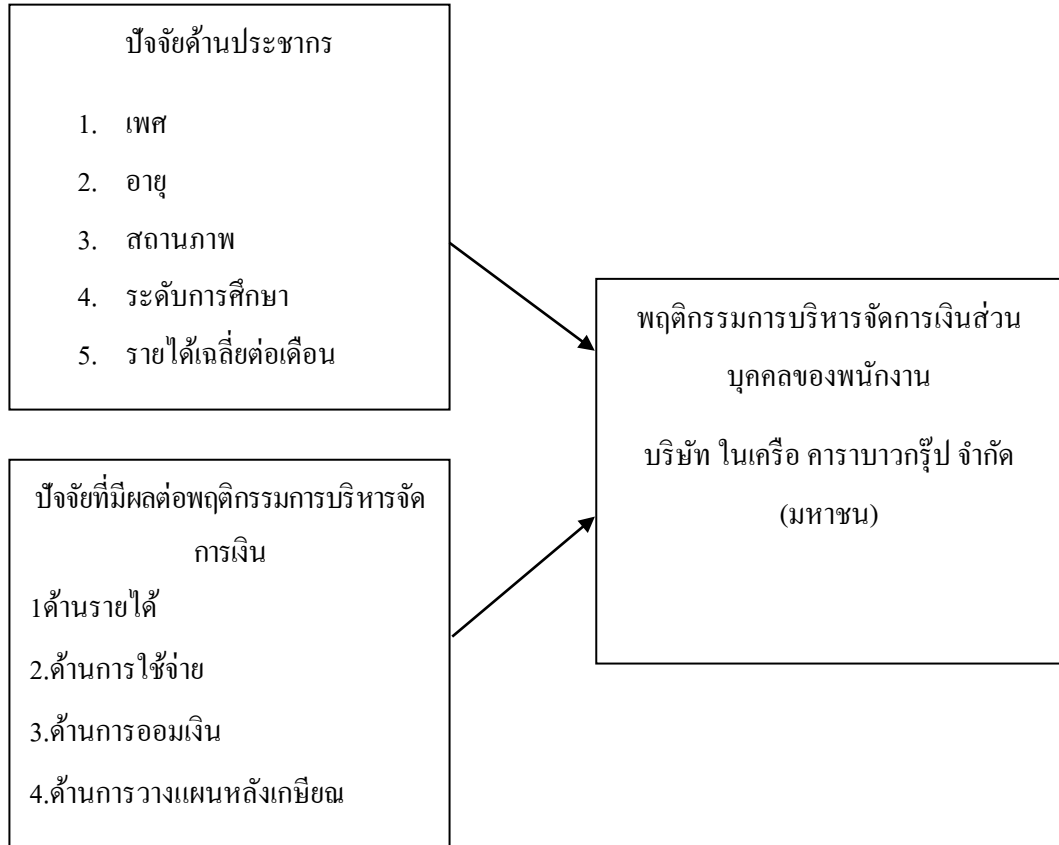 ปัจจัยด้านประชากร
1. เพศ
2. อายุ
3. สถานภาพ
4. ระดับการศึกษา
5. รายได้เฉลี่ยต่อเดือน
ปัจจัยที่มีผลต่อพฤติกรรมการบริหารจัด
การเงิน
1ด้านรายได้
2.ด้านการใช้จ่าย
3.ด้านการออมเงิน
4.ด้านการวางแผนหลังเกษียณ
พฤติกรรมการบริหารจัดการเงินส่วน
บุคคลของพนักงาน
บริษัท ในเครือ คาราบาวกรุ๊ป จำกัด
(มหาชน)